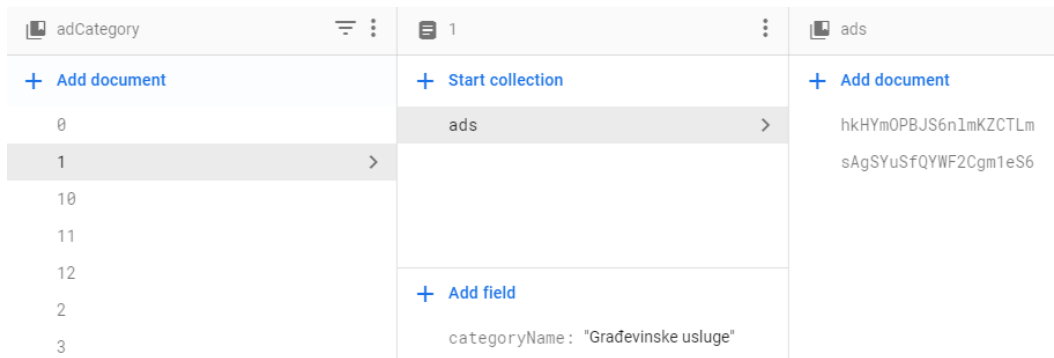 adCategory
Add document
0
1
10
11
12
2
3
1
Start collection
ads
Add field
categoryName: "Građevinske usluge"
ads
Add document
hkHYmOPBJS6nlmKZCTLm
sAgSYuSfQYWF2Cgm1eS6